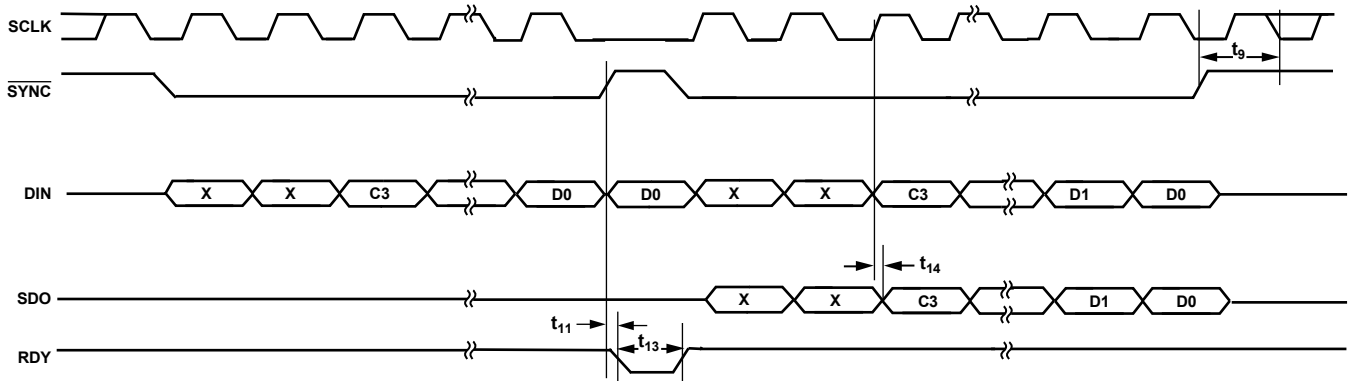 SCLK
t9
SYNC
DIN X X C3 D0 D0 X X C3 D1 D0
t14
SDO X X C3 D1 D0
t11 t13
RDY